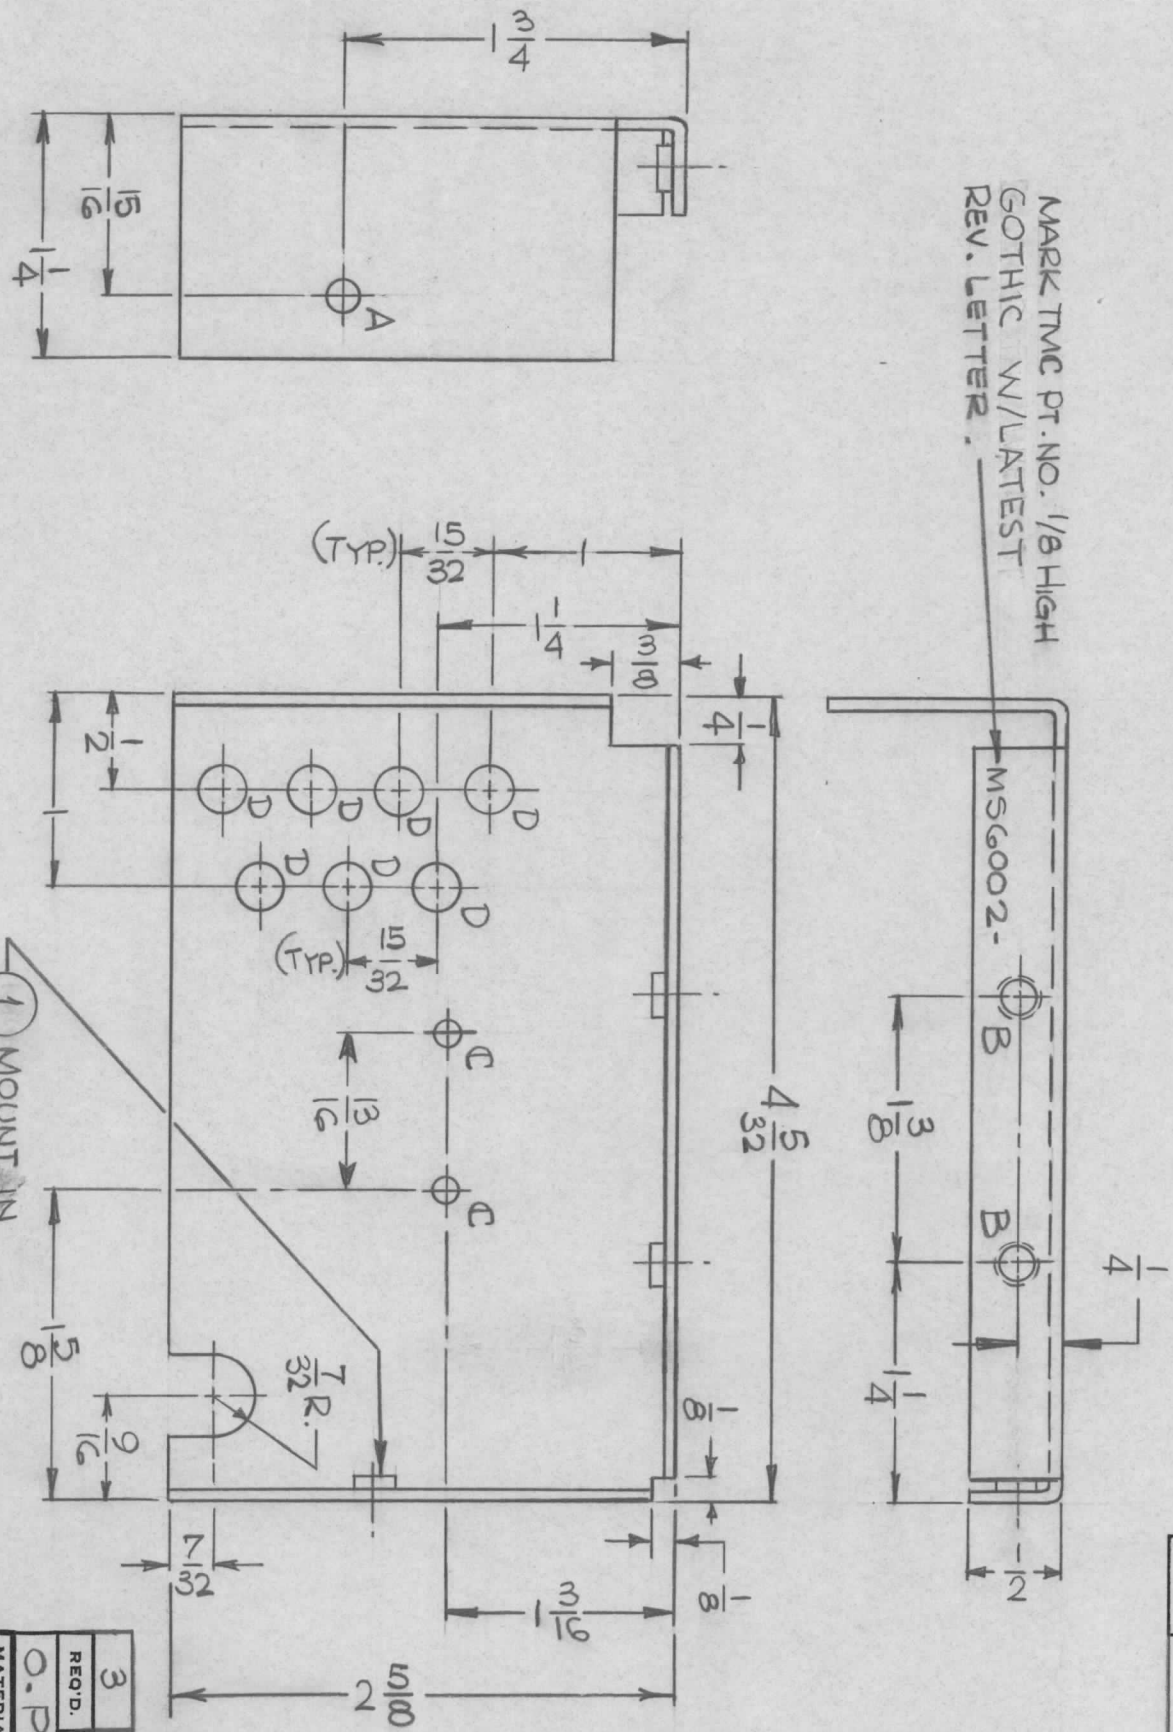 MARK TMC PT. NO. 1/8 HIGH
GOTHIC W/LATEST
REV. LETTER.
MS6002-
B
B
1 3/8
1 1/4
1/4
1/2
1 3/4
15/16
1 1/4
A
(TYP.) 15/32
1
1 1/4
3/8
1/4
4 5/32
1/2
1
D
D
D
D
D
D
D
(TYP.) 15/32
C
C
13/16
1 5/8
9/16
7/32 R.
7/32
1/8
1/8
1 3/16
2 5/8
1 MOUNT IN
3
REQ'D.
O.P